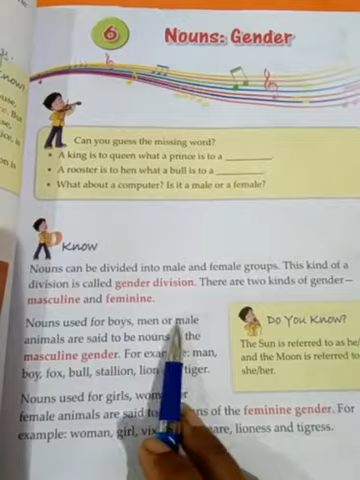 6
Nouns: Gender
Can you guess the missing word?
• A king is to queen what a prince is to a
• A rooster is to hen what a bull is to a
• What about a computer? Is it a male or a female?
Know
Nouns can be divided into male and female groups. This kind of a
division is called gender division. There are two kinds of gender—
masculine and feminine.
Nouns used for boys, men or male
animals are said to be nouns the
masculine gender. For man,
boy, fox, bull, stallion, lion tiger.
Do You Know?
The Sun is referred to as he
and the Moon is referred to
she/her.
Nouns used for girls,
female animals are said to of the feminine gender. For
example: woman, girl, lioness and tigress.